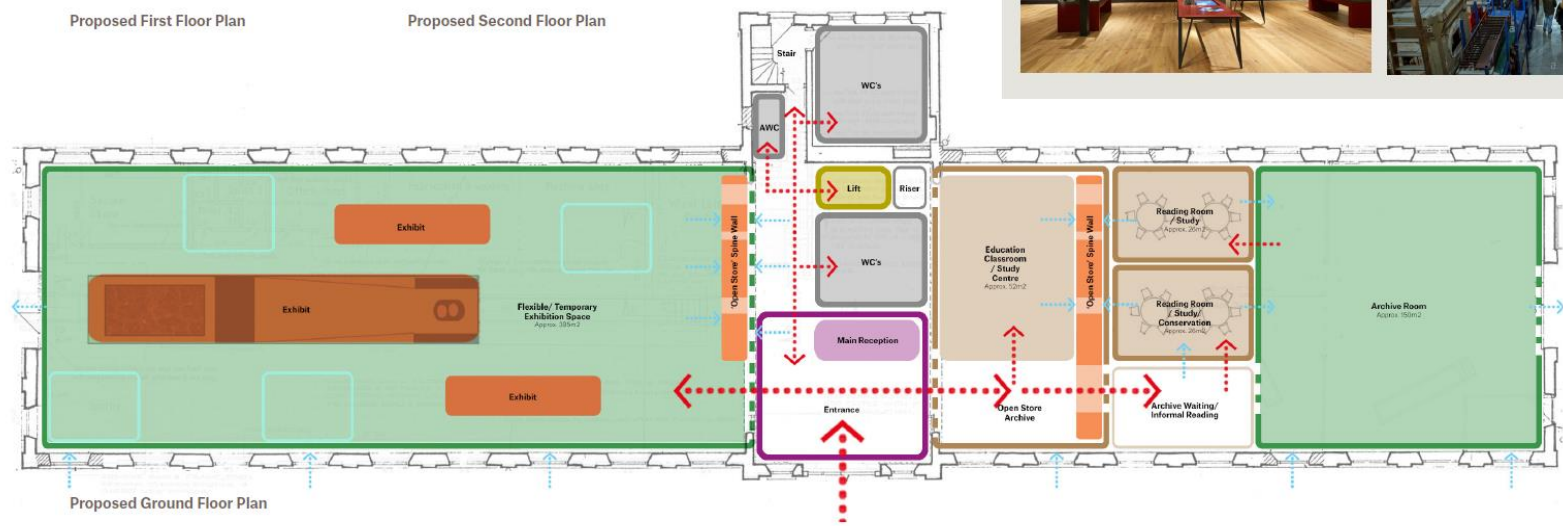 Proposed First Floor Plan
Proposed Second Floor Plan
Stair
WC's
AWC
Lift
Riser
WC's
Main Reception
Entrance
Exhibit
Exhibit
Exhibit
Flexible/ Temporary
Exhibition Space
'Open Store' Spine Wall
Education
Classroom
/ Study
Centre
Approx. 52m2
Open Store
Archive
'Open Store' Spine Wall
Reading Room
/ Study
Approx. 26m2
Reading Room
/ Study/
Conservation
Approx. 26m2
Archive Waiting/
Informal Reading
Archive Room
Approx. 150m2
Proposed Ground Floor Plan